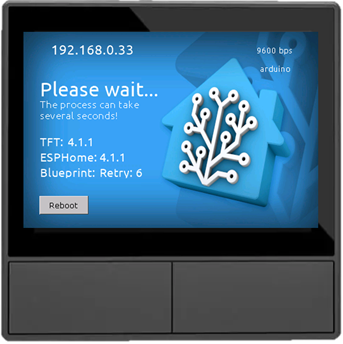 192.168.0.33
9600 bps
arduino
Please wait...
The process can take
several seconds!
TFT: 4.1.1
ESPHome: 4.1.1
Blueprint: Retry: 6
Reboot